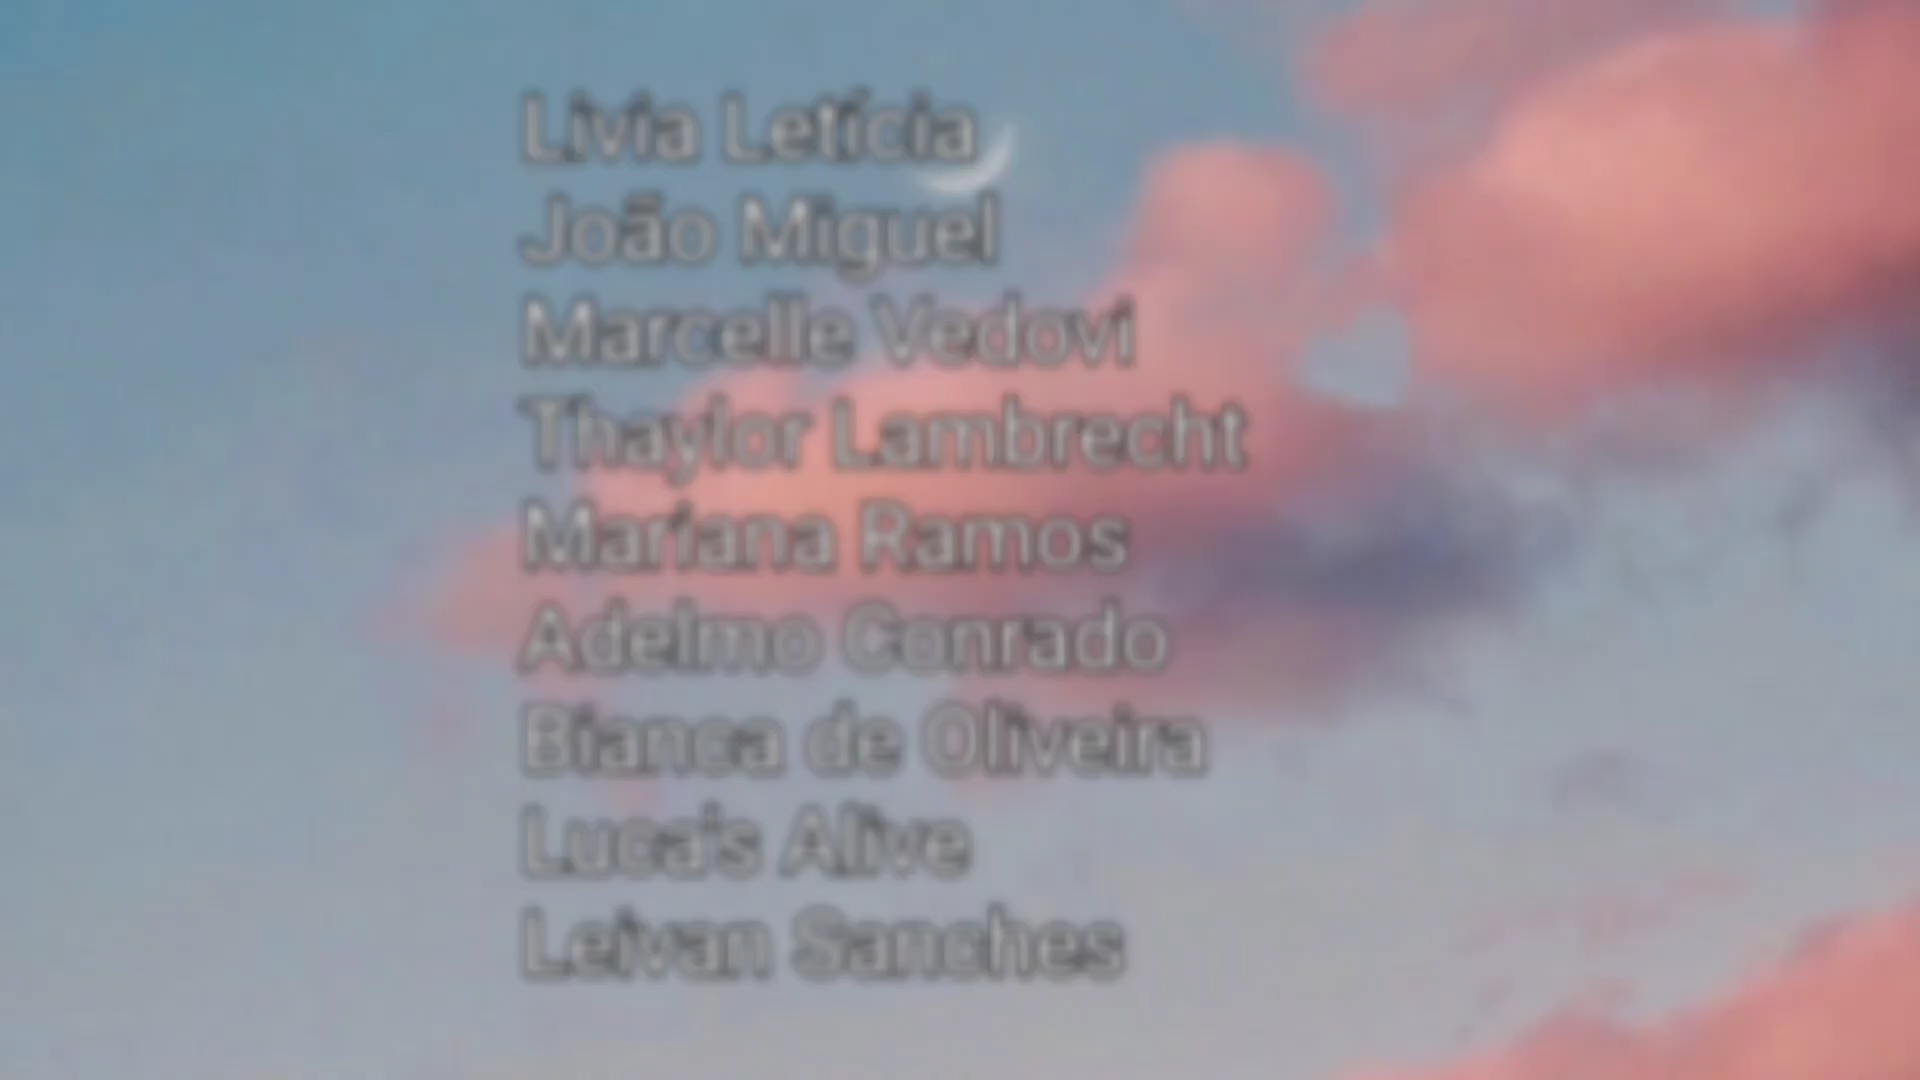 Livia Letícia
João Miguel
Marcelle Vedovi
Thaylor Lambrecht
Mariana Ramos
Adelmo Conrado
Bianca de Oliveira
Luca's Alive
Leivan Sanches